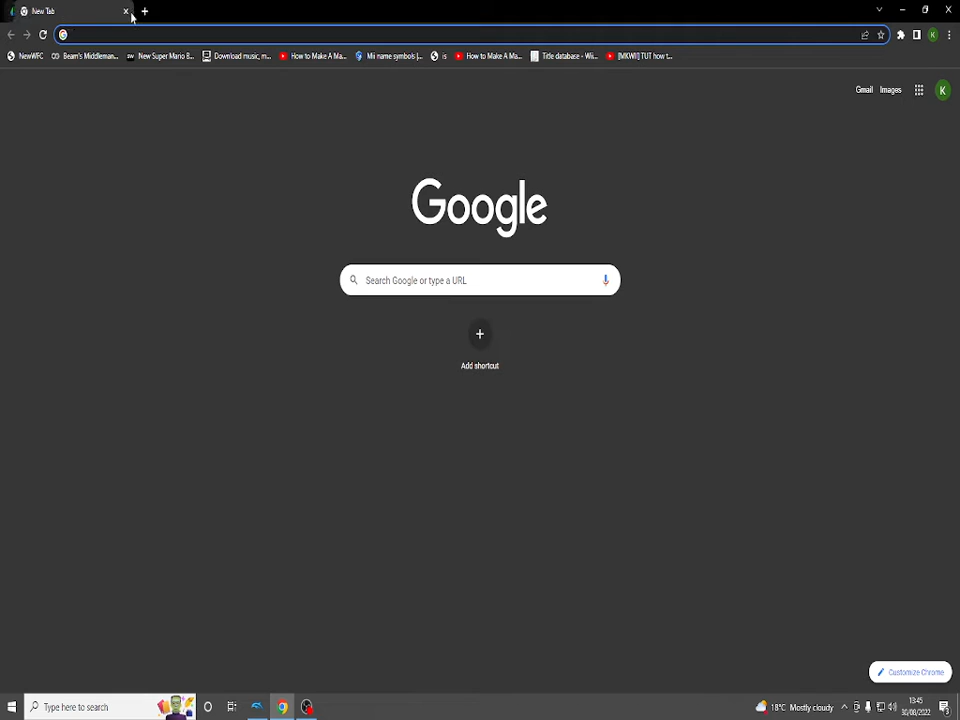 New Tab
NewWFC
Beam's Middleman...
New Super Mario B...
Download music, m...
How to Make A Ma...
Mii name symbols |...
is
How to Make A Ma...
Title database - Wii...
[MKWII] TUT how t...
Gmail
Images
K
Google
Search Google or type a URL
Add shortcut
Customize Chrome
Type here to search
18°C Mostly cloudy
13:45
30/08/2022